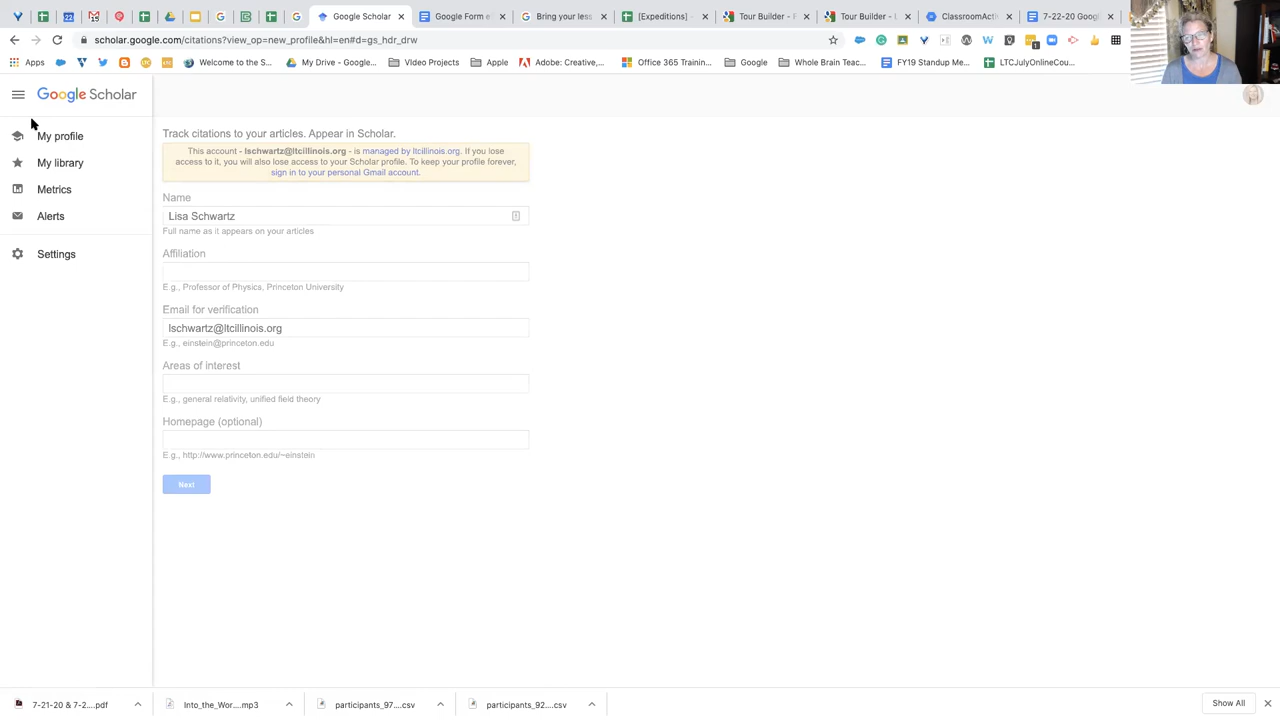 Google Scholar
Google Form e
Bring your less
[Expeditions] -
Tour Builder - F
Tour Builder - L
ClassroomActi
7-22-20 Goog
scholar.google.com/citations?view_op=new_profile&hl=en#d=gs_hdr_drw
Apps
Welcome to the S...
My Drive - Google...
Video Projects
Apple
Adobe: Creative,...
Office 365 Training...
Google
Whole Brain Teac...
FY19 Standup Me...
LTCJulyOnlineCou...
Google Scholar
My profile
My library
Metrics
Alerts
Settings
Track citations to your articles. Appear in Scholar.
This account - lschwartz@ltcillinois.org - is managed by ltcillinois.org. If you lose
access to it, you will also lose access to your Scholar profile. To keep your profile forever,
sign in to your personal Gmail account.
Name
Lisa Schwartz
Full name as it appears on your articles
Affiliation
E.g., Professor of Physics, Princeton University
Email for verification
lschwartz@ltcillinois.org
E.g., einstein@princeton.edu
Areas of interest
E.g., general relativity, unified field theory
Homepage (optional)
E.g., http://www.princeton.edu/~einstein
Next
7-21-20 & 7-2....pdf
Into_the_Wor....mp3
participants_97....csv
participants_92....csv
Show All